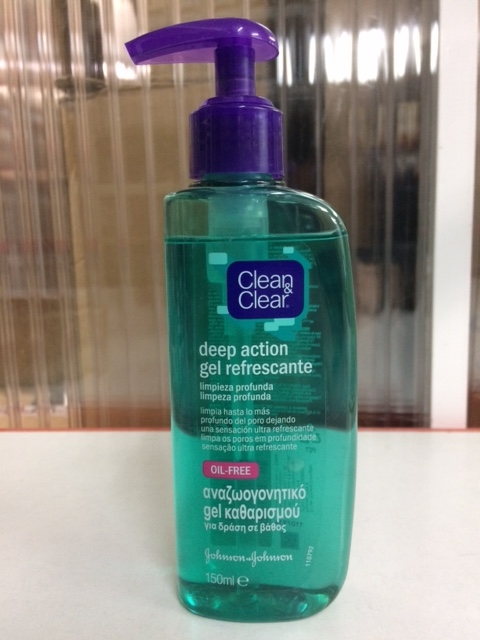 Clean
&
Clear
deep action
gel refrescante
limpieza profunda
limpeza profunda
limpia hasta lo más
profundo del poro dejando
una sensación ultra refrescante
limpa os poros em profundidade
sensação ultra refrescante
OIL-FREE
αναζωογονητικό
gel καθαρισμού
για δράση σε βάθος
Johnson & Johnson
150ml e